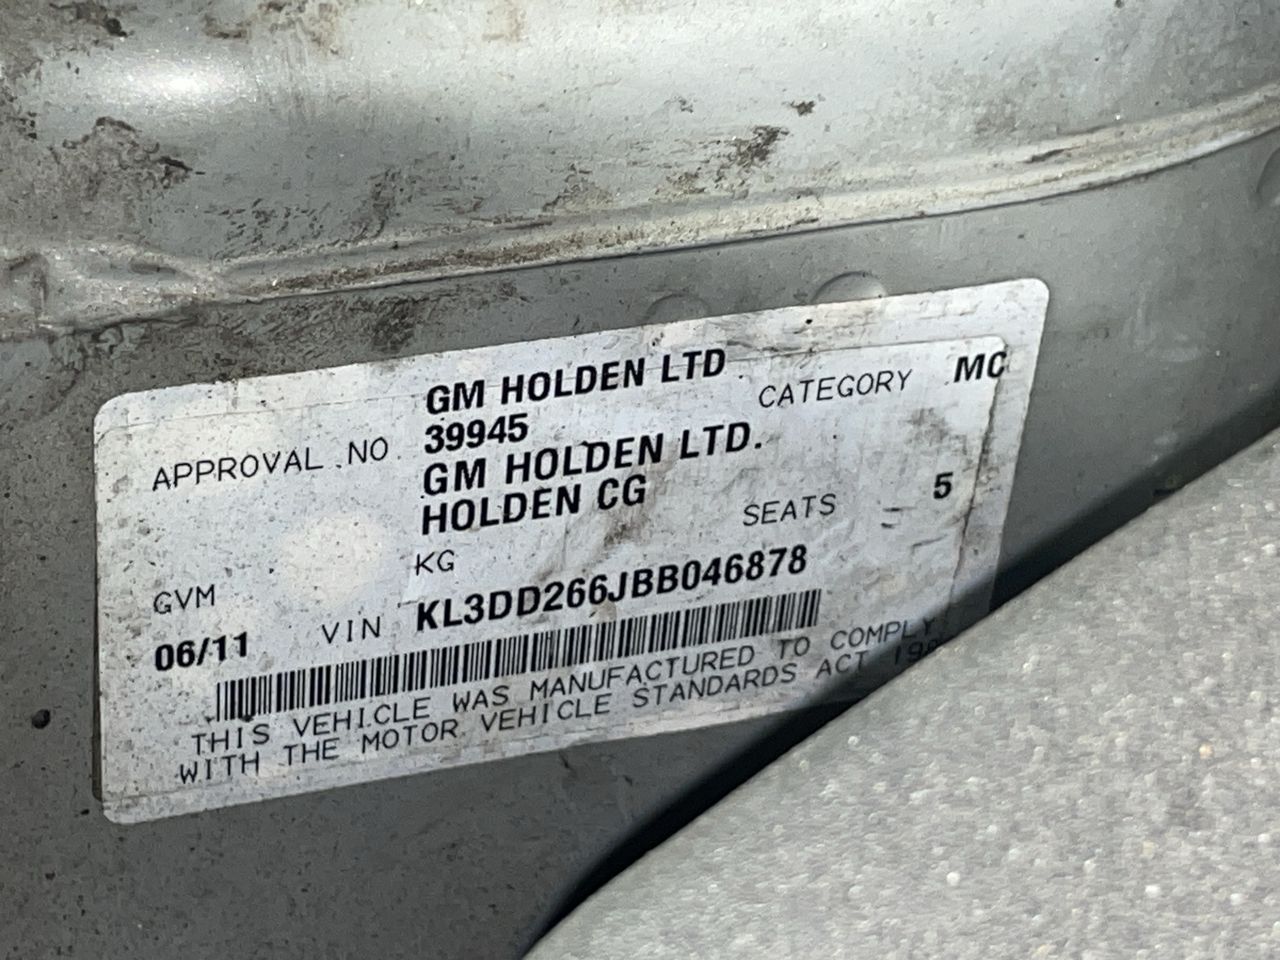 GM HOLDEN LTD
APPROVAL NO. 39945 CATEGORY MC
GM HOLDEN LTD.
HOLDEN CG
GVM KG SEATS 5
06/11 VIN KL3DD266JBB046878
THIS VEHICLE WAS MANUFACTURED TO COMPLY
WITH THE MOTOR VEHICLE STANDARDS ACT